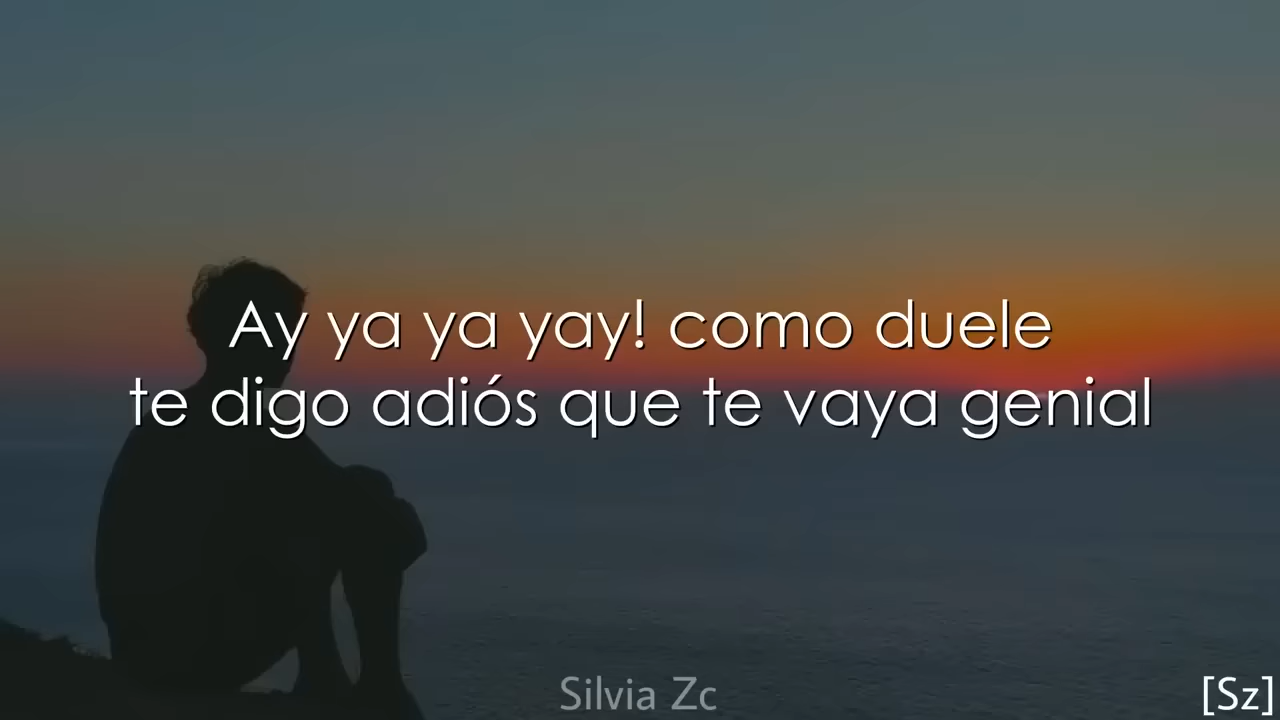 Ay ya ya yay! como duele
te digo adiós que te vaya genial
Silvia Zc
[Sz]